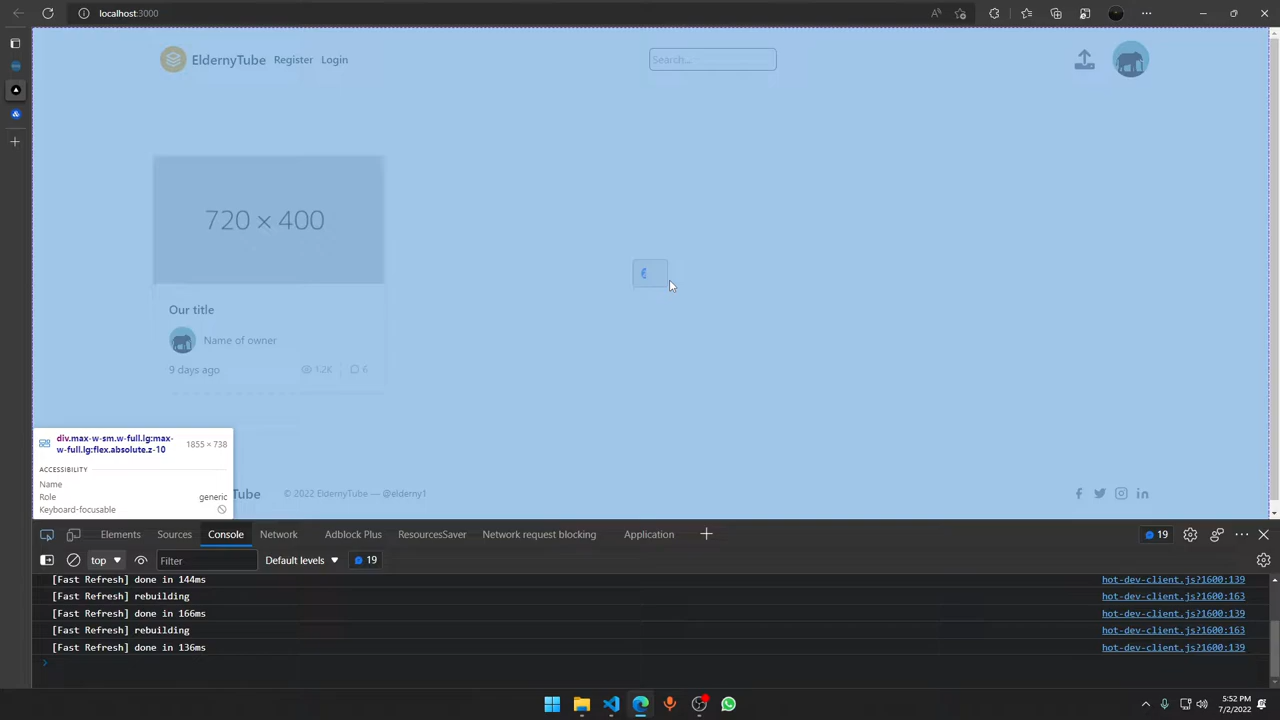 localhost:3000
EldernyTube Register Login
Search...
720 × 400
Our title
Name of owner
9 days ago 1.2K 6
div.max-w-sm.w-full.lg:max-
w-full.lg:flex.absolute.z-10
1855 × 738
ACCESSIBILITY
Name
Role generic
Keyboard-focusable
Tube © 2022 EldernyTube — @elderny1
Elements Sources Console Network Adblock Plus ResourcesSaver Network request blocking Application 19
top Filter Default levels 19
[Fast Refresh] done in 144ms hot-dev-client.js?1600:139
[Fast Refresh] rebuilding hot-dev-client.js?1600:163
[Fast Refresh] done in 166ms hot-dev-client.js?1600:139
[Fast Refresh] rebuilding hot-dev-client.js?1600:163
[Fast Refresh] done in 136ms hot-dev-client.js?1600:139
5:52 PM
7/2/2022